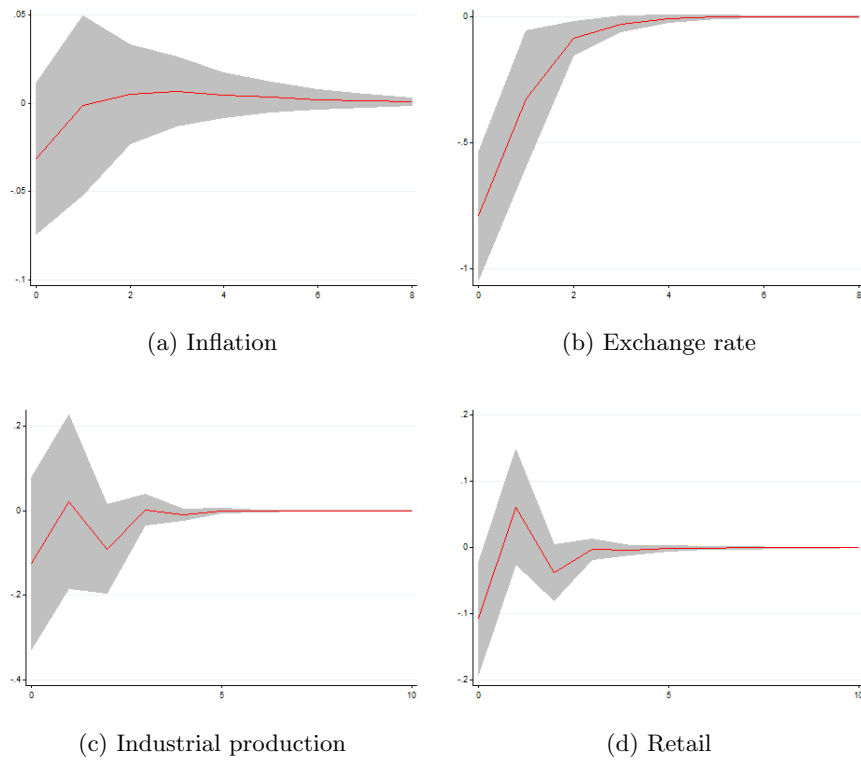 .05
0
-.05
-.1
0 2 4 6 8
(a) Inflation
0
-.5
-1
0 2 4 6 8
(b) Exchange rate
.2
0
-.2
-.4
0 5 10
(c) Industrial production
.2
.1
0
-.1
-.2
0 5 10
(d) Retail